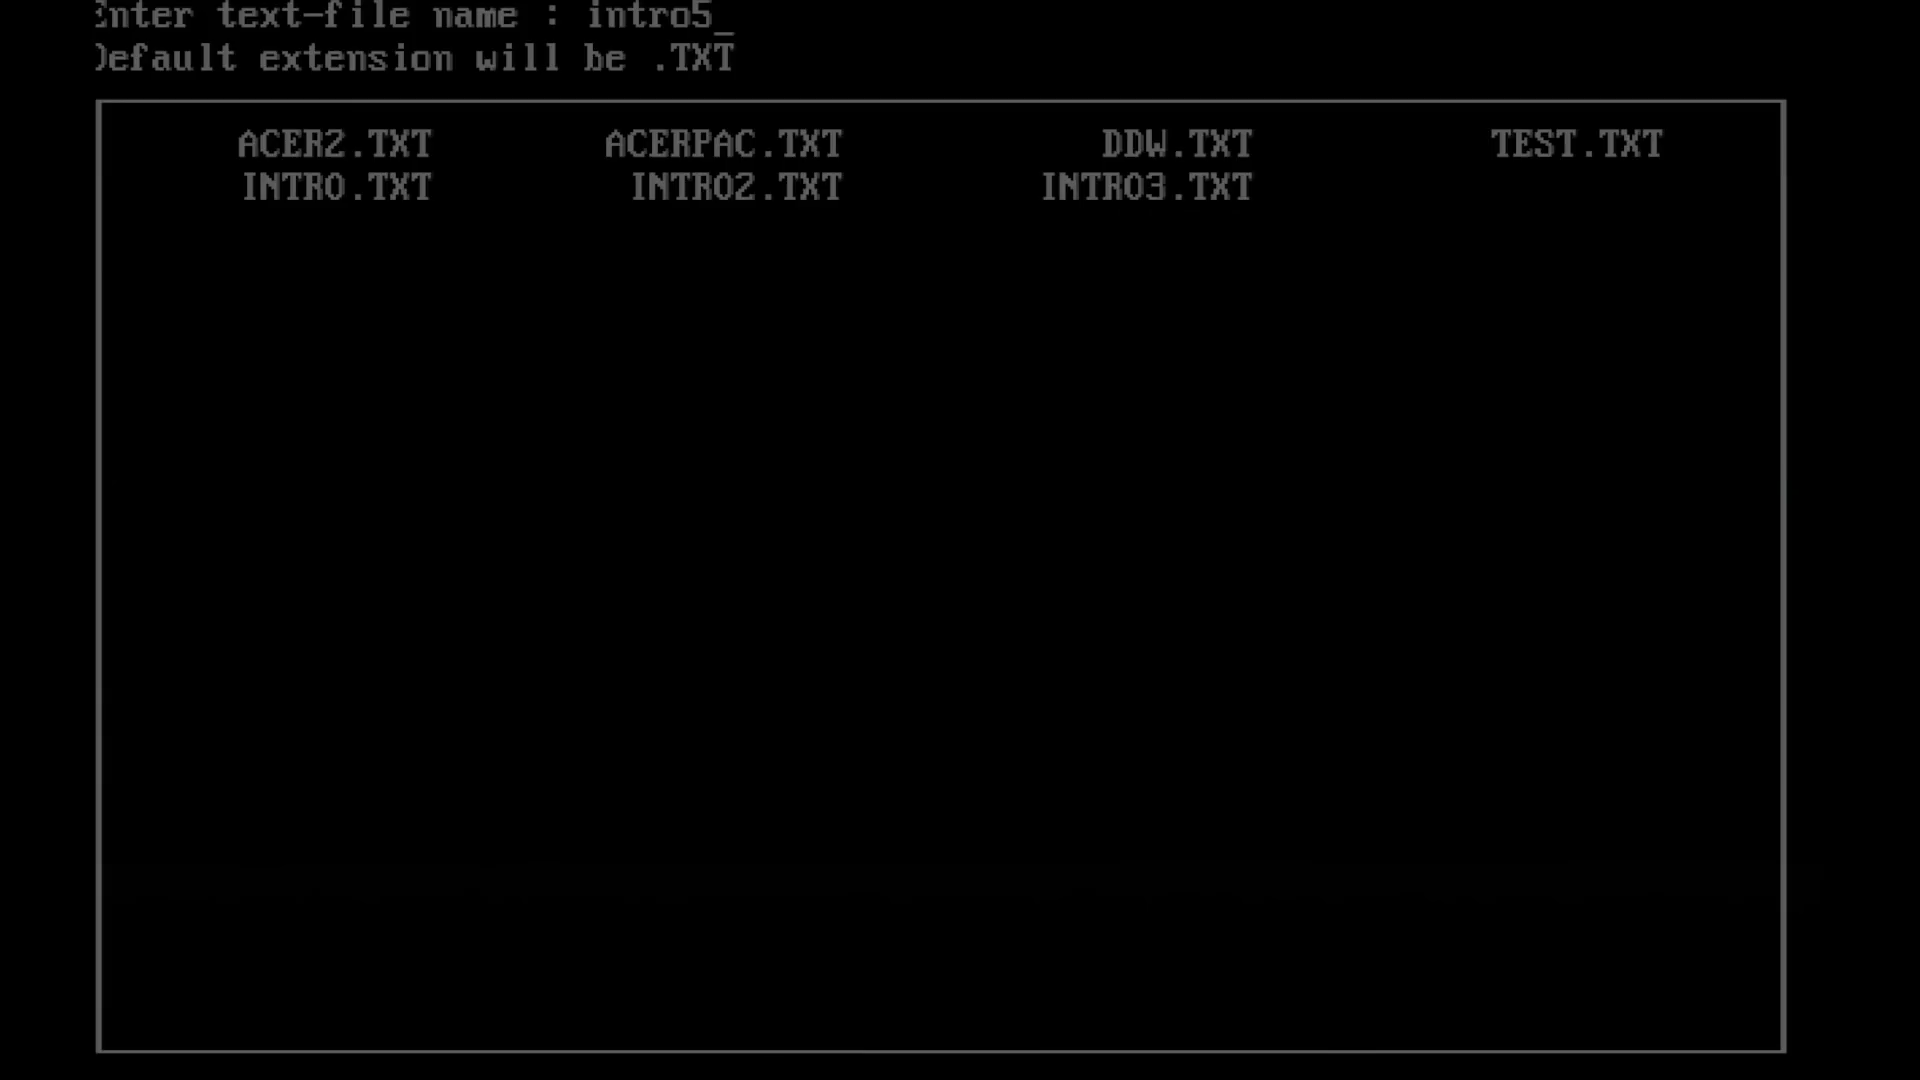 Enter text-file name : intro5_
Default extension will be .TXT
ACER2.TXT ACERPAC.TXT DDW.TXT TEST.TXT
INTRO.TXT INTRO2.TXT INTRO3.TXT